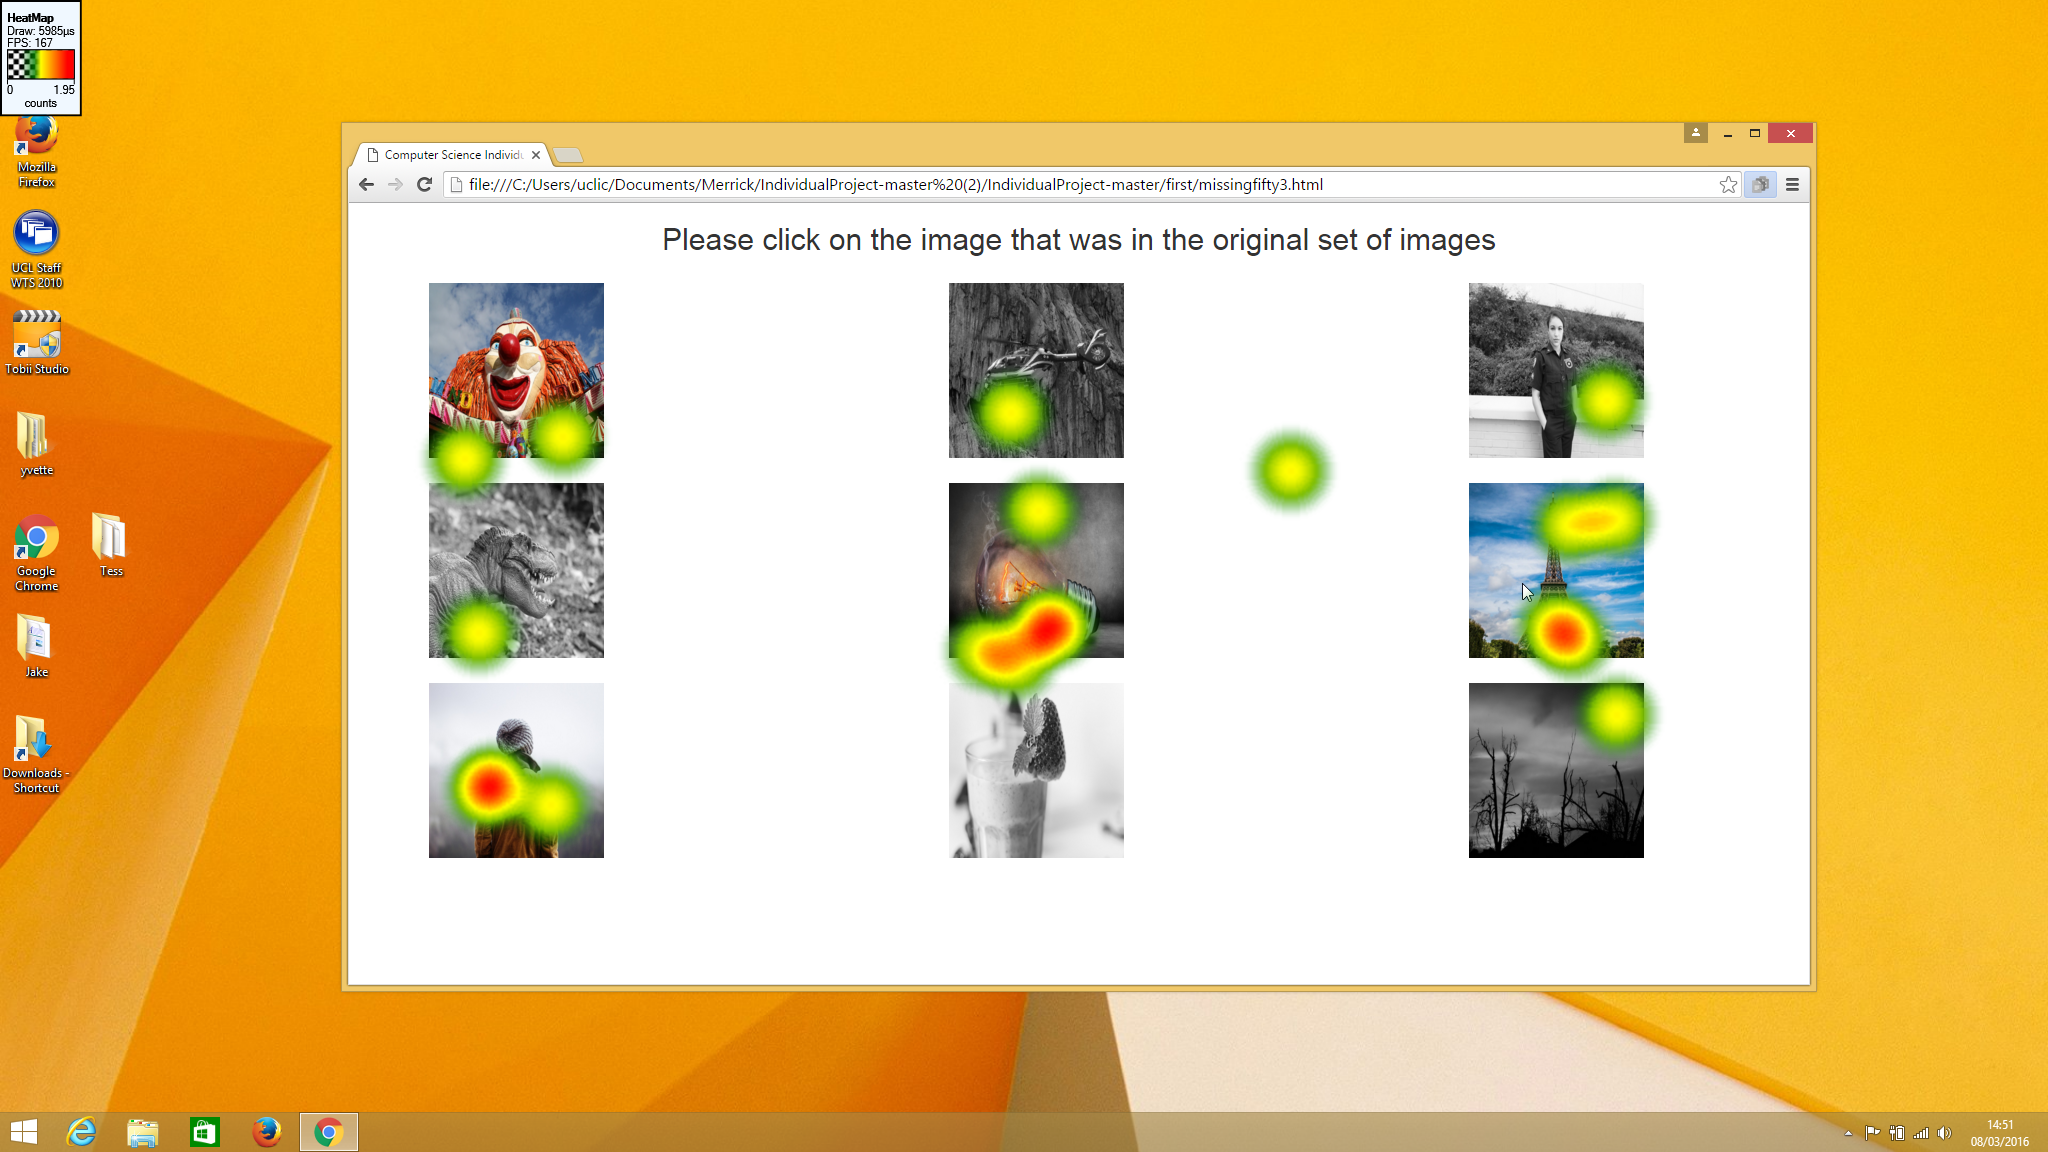 HeatMap
Draw: 5985µs
FPS: 167
0 1.95
counts
Mozilla
Firefox
UCL Staff
WTS 2010
Tobii Studio
yvette
Google
Chrome
Tess
Jake
Downloads -
Shortcut
Computer Science Individu
file:///C:/Users/uclic/Documents/Merrick/IndividualProject-master%20(2)/IndividualProject-master/first/missingfifty3.html
Please click on the image that was in the original set of images
14:51
08/03/2016